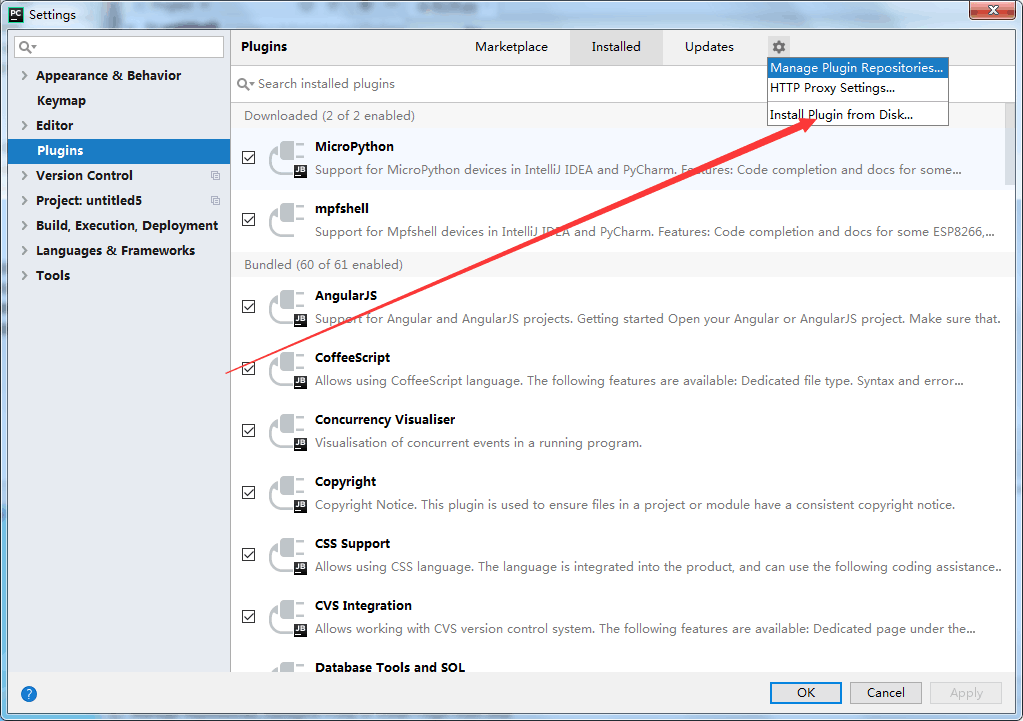 PC Settings
Plugins
Marketplace
Installed
Updates
Manage Plugin Repositories...
HTTP Proxy Settings...
Install Plugin from Disk...
Appearance & Behavior
Keymap
Editor
Plugins
Version Control
Project: untitled5
Build, Execution, Deployment
Languages & Frameworks
Tools
Search installed plugins
Downloaded (2 of 2 enabled)
JB
MicroPython
Support for MicroPython devices in IntelliJ IDEA and PyCharm. Features: Code completion and docs for some...
mpfshell
Support for Mpfshell devices in IntelliJ IDEA and PyCharm. Features: Code completion and docs for some ESP8266,...
Bundled (60 of 61 enabled)
JB
AngularJS
Support for Angular and AngularJS projects. Getting started Open your Angular or AngularJS project. Make sure that.
JB
CoffeeScript
Allows using CoffeeScript language. The following features are available: Dedicated file type. Syntax and error...
JB
Concurrency Visualiser
Visualisation of concurrent events in a running program.
JB
Copyright
Copyright Notice. This plugin is used to ensure files in a project or module have a consistent copyright notice.
JB
CSS Support
Allows using CSS language. The language is integrated into the product, and can use the following coding assistance..
JB
CVS Integration
Allows working with CVS version control system. The following features are available: Dedicated page under the...
Database Tools and SQL
?
OK
Cancel
Apply